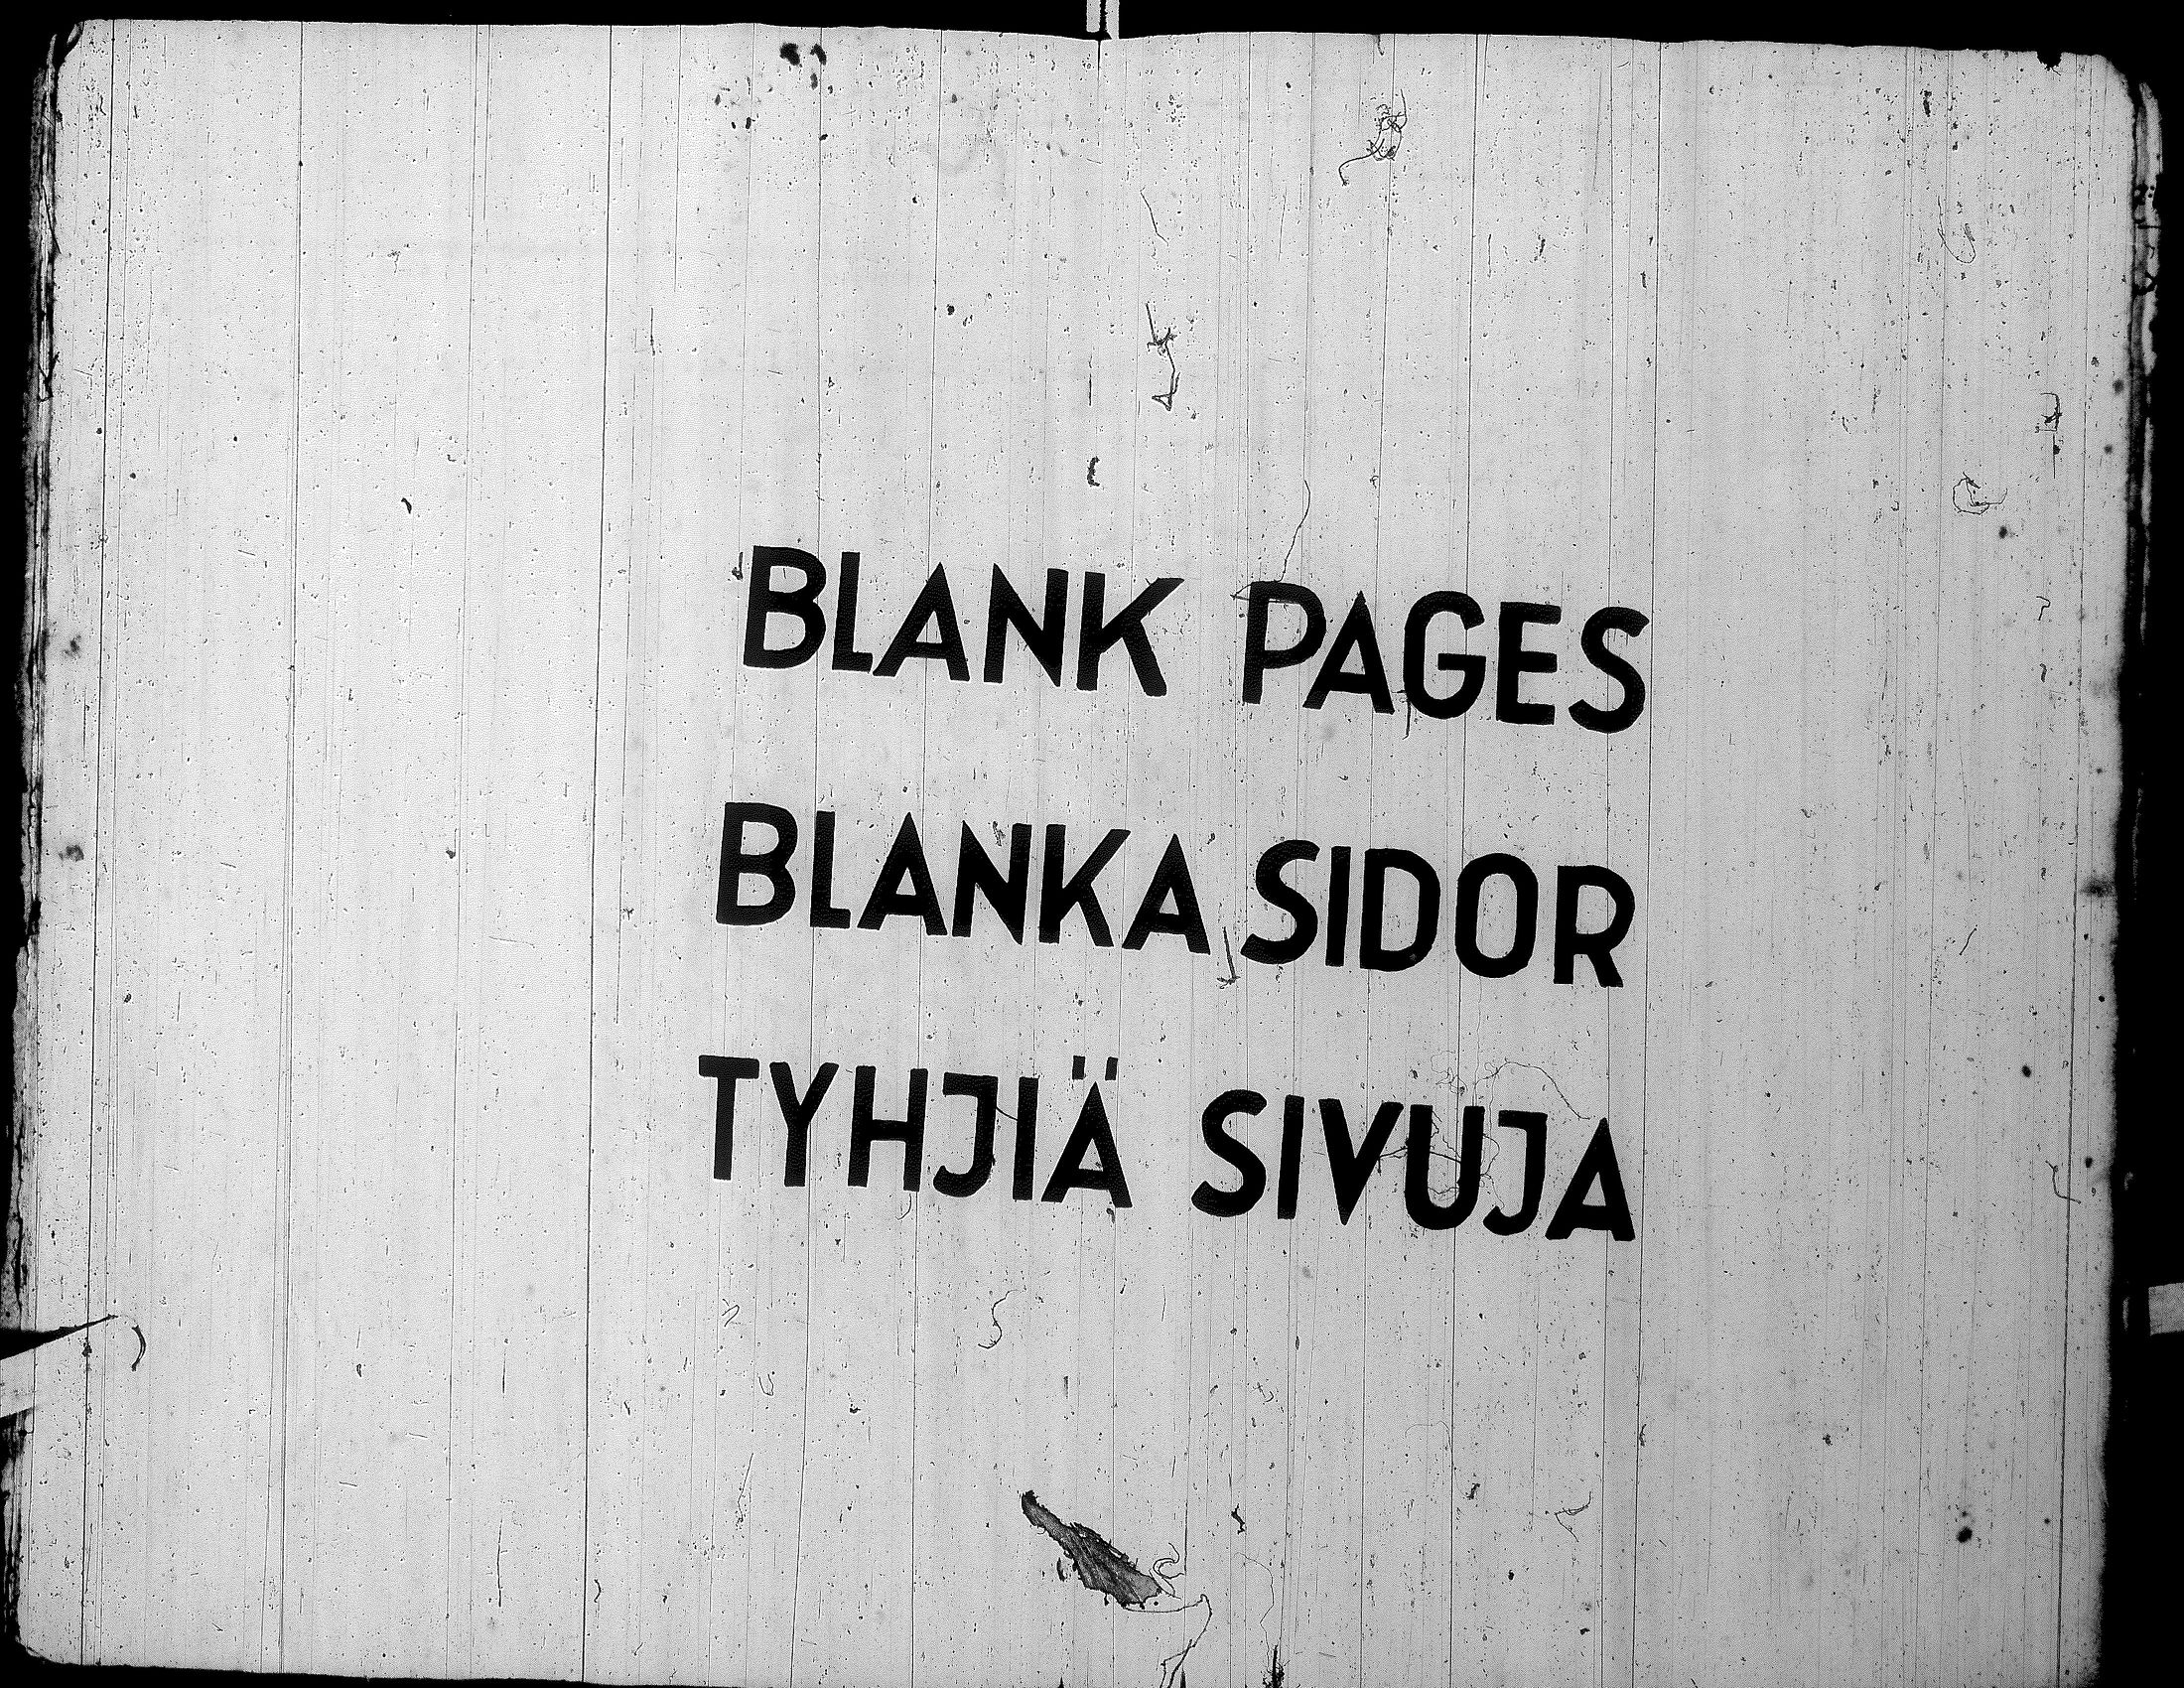 BLANK PAGES
BLANKA SIDOR
TYHJIÄ SIVUJA